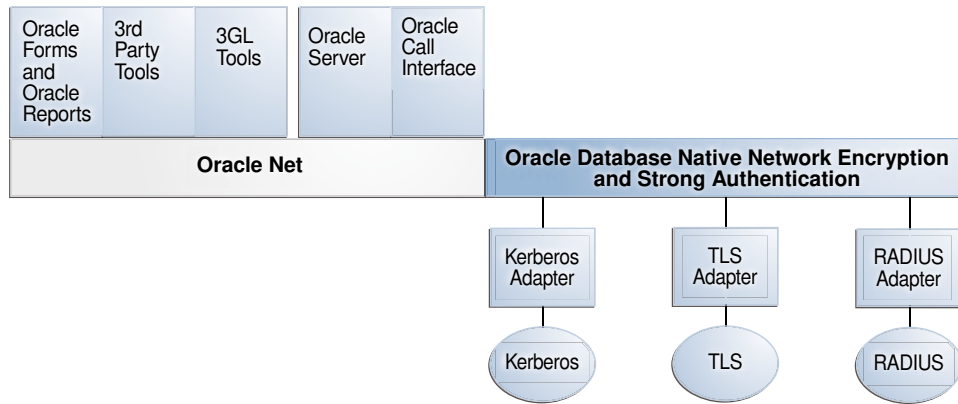 Oracle
Forms
and
Oracle
Reports
3rd
Party
Tools
3GL
Tools
Oracle
Server
Oracle
Call
Interface
Oracle Net
Oracle Database Native Network Encryption
and Strong Authentication
Kerberos
Adapter
TLS
Adapter
RADIUS
Adapter
Kerberos
TLS
RADIUS